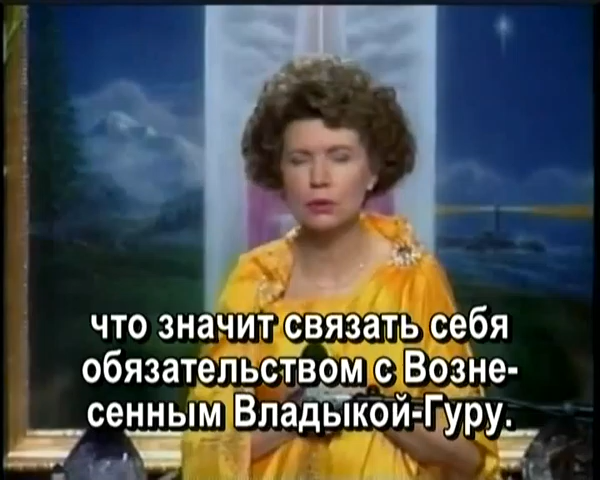 что значит связать себя
обязательством с Возне-
сенным Владыкой-Гуру.